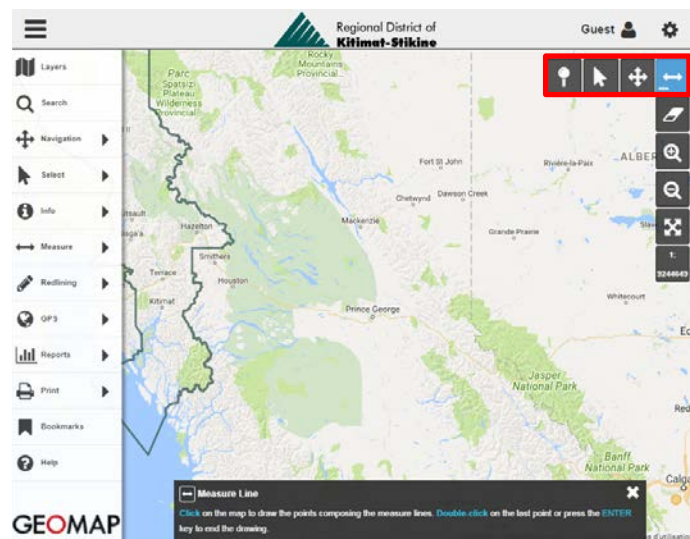 Regional District of
Kitimat-Stikine
Guest
Layers
Search
Navigation
Select
Info
Measure
Redlining
GPS
Reports
Print
Bookmarks
Help
GEOMAP
Rocky
Mountains
Provincial
Parc
Spatsizi
Plateau
Wilderness
Provincial
Fort St John
Rivière-la-Paix
ALBER
Dawson Creek
Chetwynd
Mackenzie
Grande Prairie
Hazelton
Smithers
Terrace
Houston
Kitimat
Prince George
Whitecourt
1:
9244649
Jasper
National Park
Red
Banff
National Park
Calga
Measure Line
Click on the map to draw the points composing the measure lines. Double-click on the last point or press the ENTER
key to end the drawing.